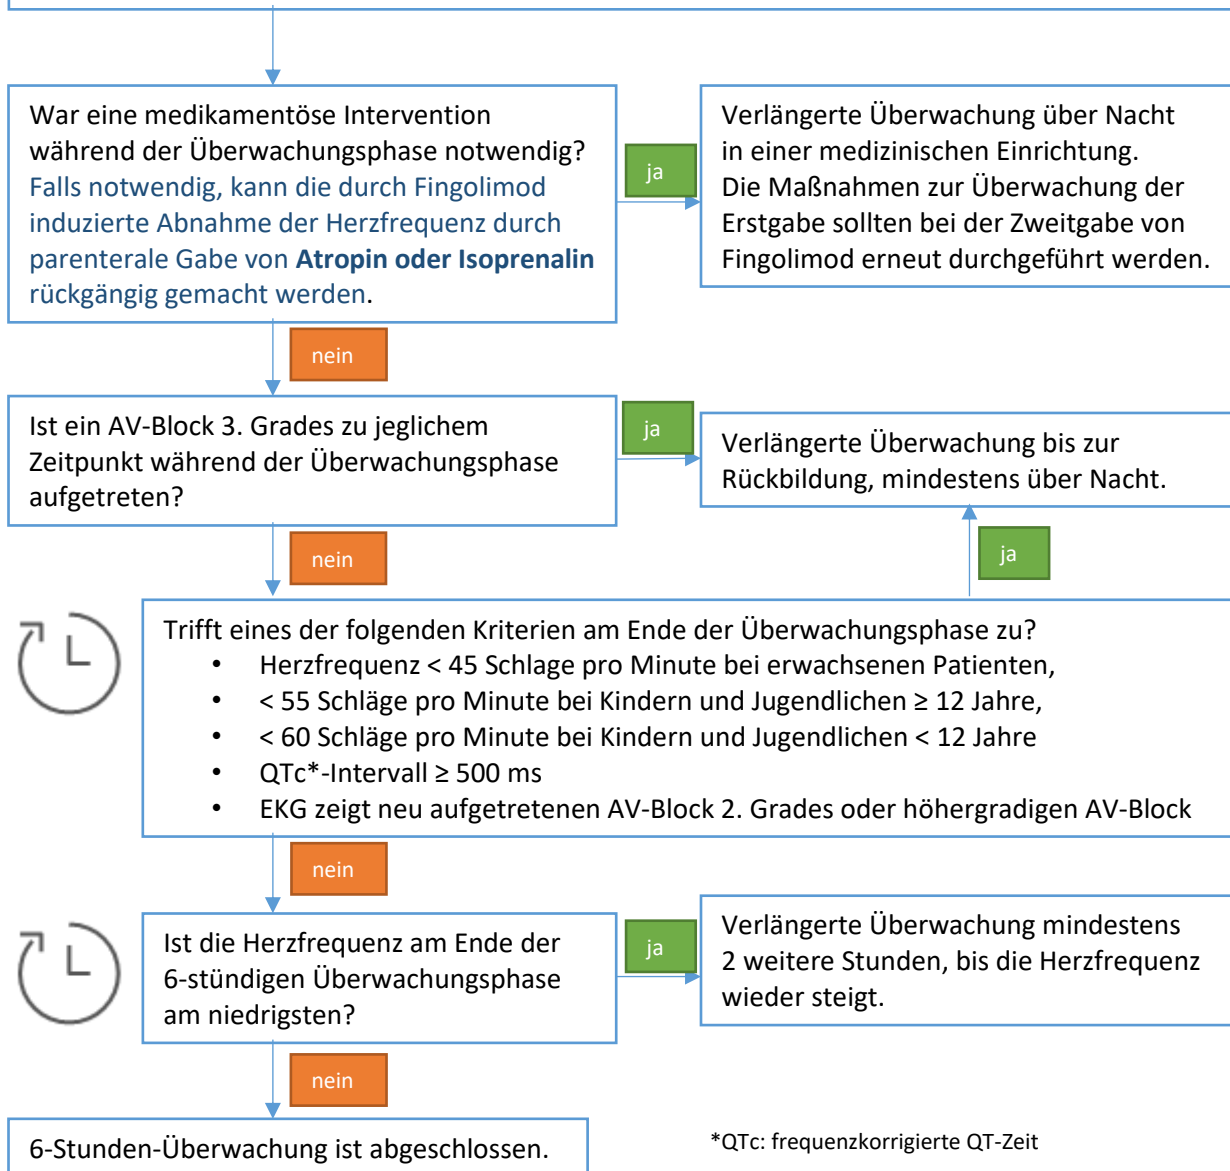 War eine medikamentöse Intervention
während der Überwachungsphase notwendig?
Falls notwendig, kann die durch Fingolimod
induzierte Abnahme der Herzfrequenz durch
parenterale Gabe von Atropin oder Isoprenalin
rückgängig gemacht werden.
ja
Verlängerte Überwachung über Nacht
in einer medizinischen Einrichtung.
Die Maßnahmen zur Überwachung der
Erstgabe sollten bei der Zweitgabe von
Fingolimod erneut durchgeführt werden.
nein
Ist ein AV-Block 3. Grades zu jeglichem
Zeitpunkt während der Überwachungsphase
aufgetreten?
ja
Verlängerte Überwachung bis zur
Rückbildung, mindestens über Nacht.
nein
ja
Trifft eines der folgenden Kriterien am Ende der Überwachungsphase zu?
• Herzfrequenz < 45 Schlage pro Minute bei erwachsenen Patienten,
• < 55 Schläge pro Minute bei Kindern und Jugendlichen ≥ 12 Jahre,
• < 60 Schläge pro Minute bei Kindern und Jugendlichen < 12 Jahre
• QTc*-Intervall ≥ 500 ms
• EKG zeigt neu aufgetretenen AV-Block 2. Grades oder höhergradigen AV-Block
nein
Ist die Herzfrequenz am Ende der
6-stündigen Überwachungsphase
am niedrigsten?
ja
Verlängerte Überwachung mindestens
2 weitere Stunden, bis die Herzfrequenz
wieder steigt.
nein
6-Stunden-Überwachung ist abgeschlossen.
*QTc: frequenzkorrigierte QT-Zeit